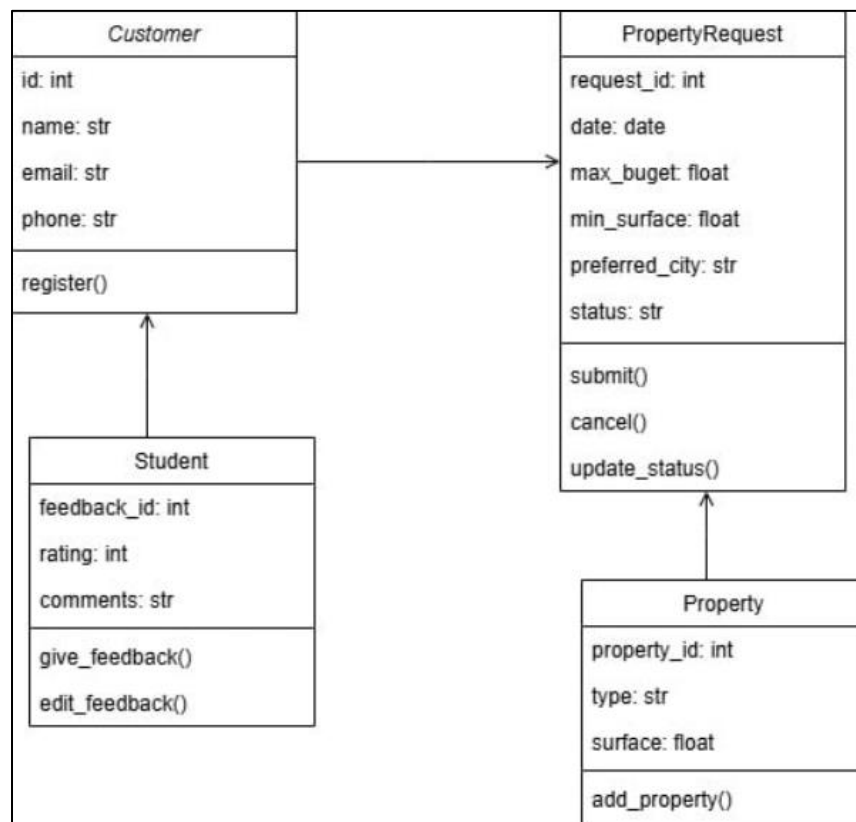 Customer
id: int
name: str
email: str
phone: str
register()
PropertyRequest
request_id: int
date: date
max_buget: float
min_surface: float
preferred_city: str
status: str
submit()
cancel()
update_status()
Student
feedback_id: int
rating: int
comments: str
give_feedback()
edit_feedback()
Property
property_id: int
type: str
surface: float
add_property()